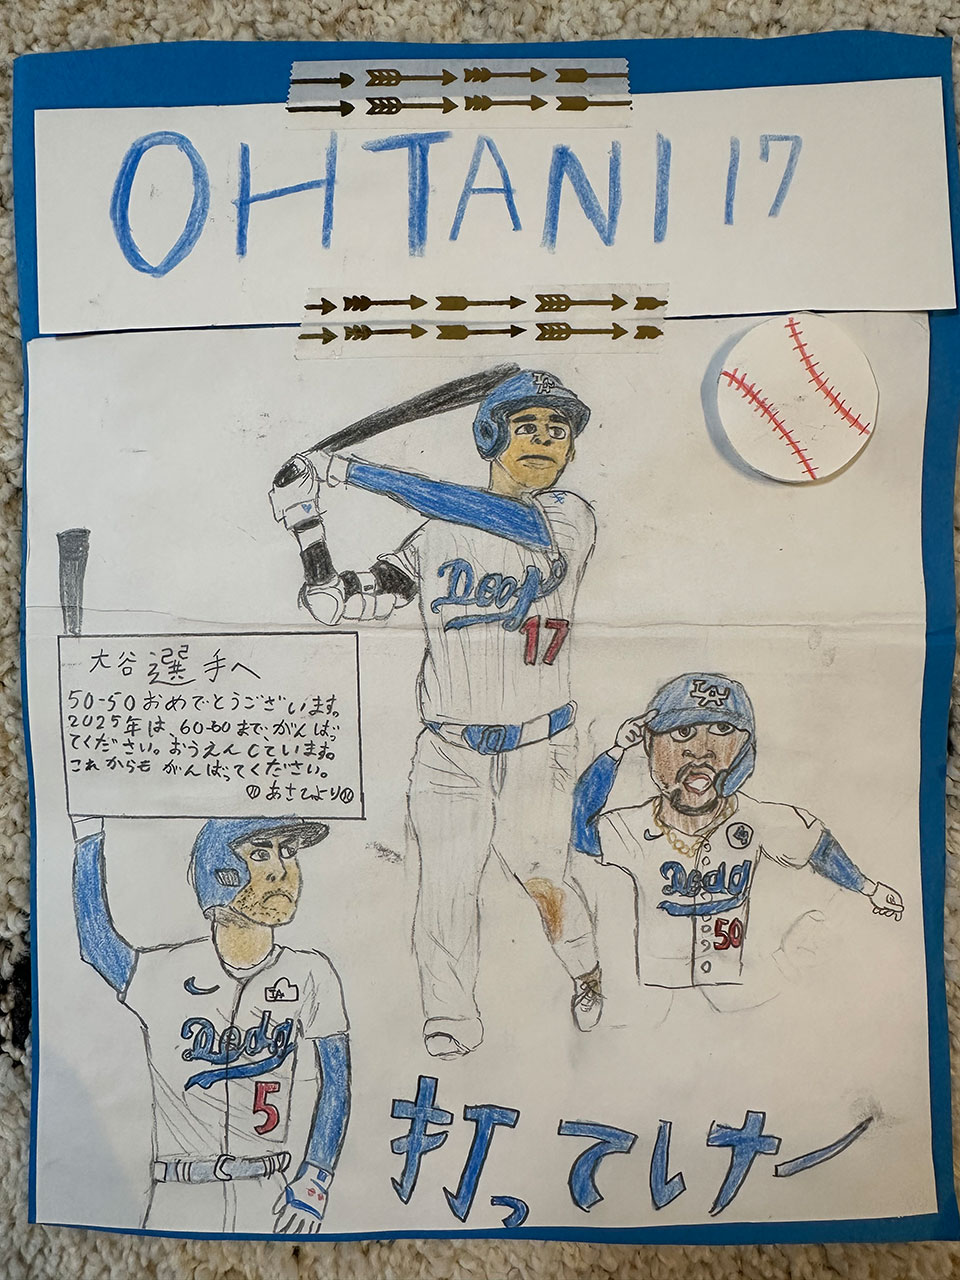 OHTANI 17
LA
Dodge
17
大谷選手へ
50-50おめでとうございます。
2025年は、60-60まで、がんばっ
てください。おうえんしています。
これからもがんばってください。
あさひより
LA
Dodg
50
LA
Dodg
5
打ってけー